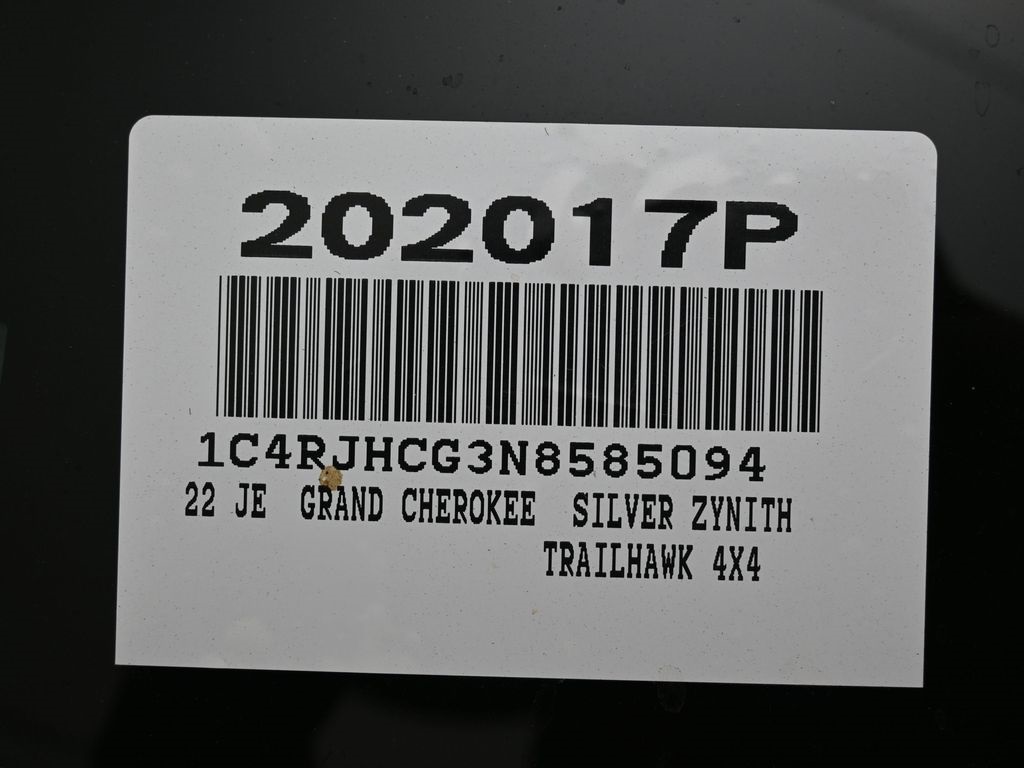 202017P
1C4RJHCG3N8585094
22 JE GRAND CHEROKEE SILVER ZYNITH
TRAILHAWK 4X4